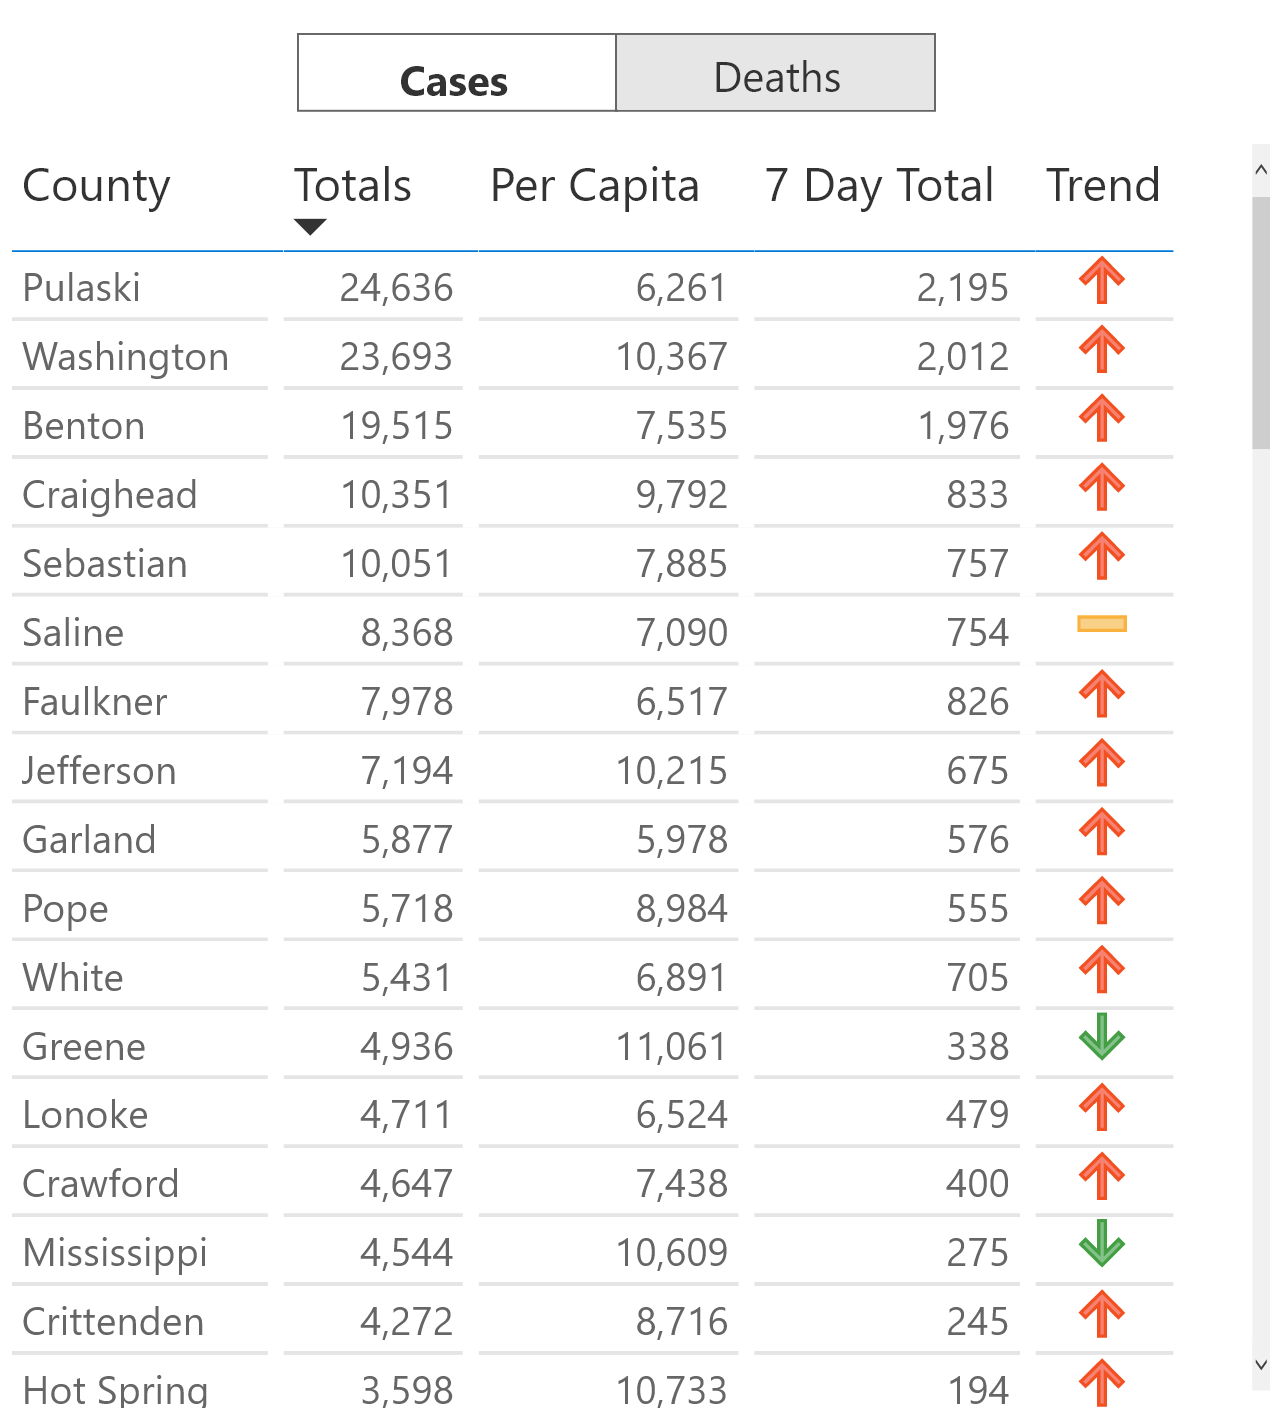 Cases Deaths
County Totals Per Capita 7 Day Total Trend
Pulaski 24,636 6,261 2,195
Washington 23,693 10,367 2,012
Benton 19,515 7,535 1,976
Craighead 10,351 9,792 833
Sebastian 10,051 7,885 757
Saline 8,368 7,090 754
Faulkner 7,978 6,517 826
Jefferson 7,194 10,215 675
Garland 5,877 5,978 576
Pope 5,718 8,984 555
White 5,431 6,891 705
Greene 4,936 11,061 338
Lonoke 4,711 6,524 479
Crawford 4,647 7,438 400
Mississippi 4,544 10,609 275
Crittenden 4,272 8,716 245
Hot Spring 3,598 10,733 194